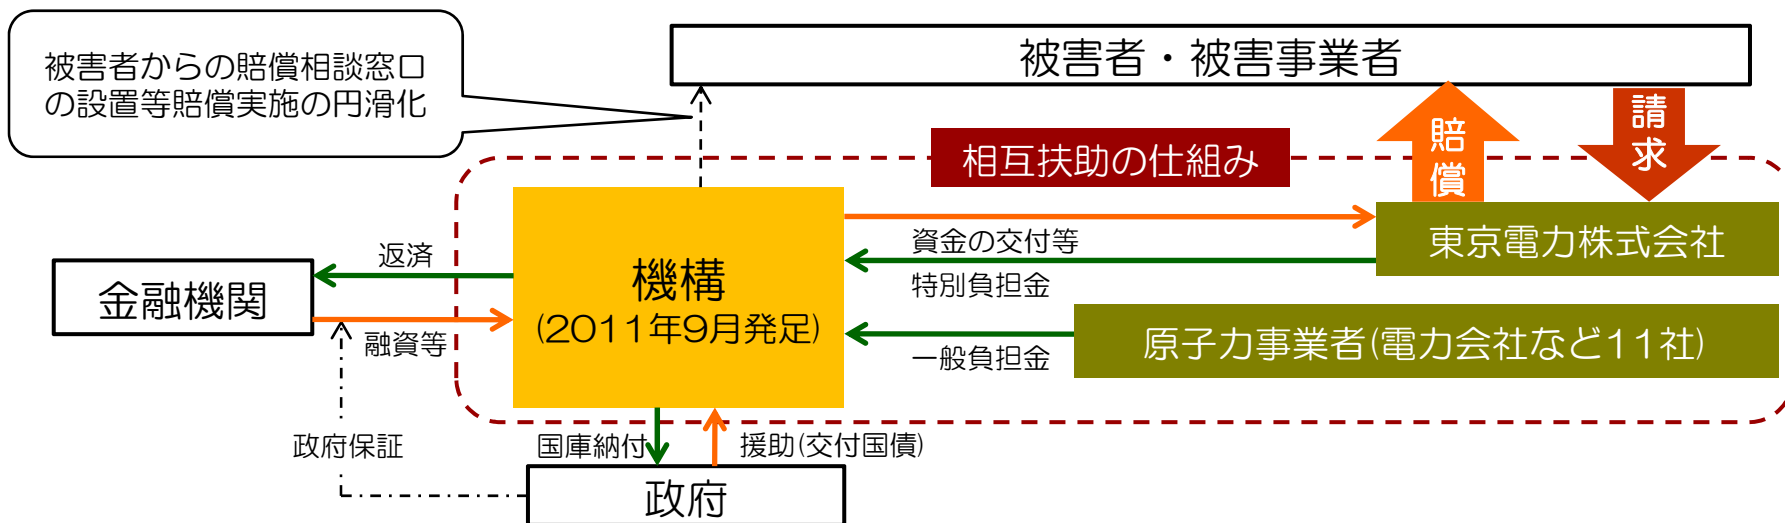 被害者からの賠償相談窓口
の設置等賠償実施の円滑化
被害者・被害事業者
賠償
請求
相互扶助の仕組み
機構
(2011年9月発足)
資金の交付等
特別負担金
一般負担金
東京電力株式会社
原子力事業者(電力会社など11社)
返済
金融機関
融資等
政府保証
国庫納付
援助(交付国債)
政府